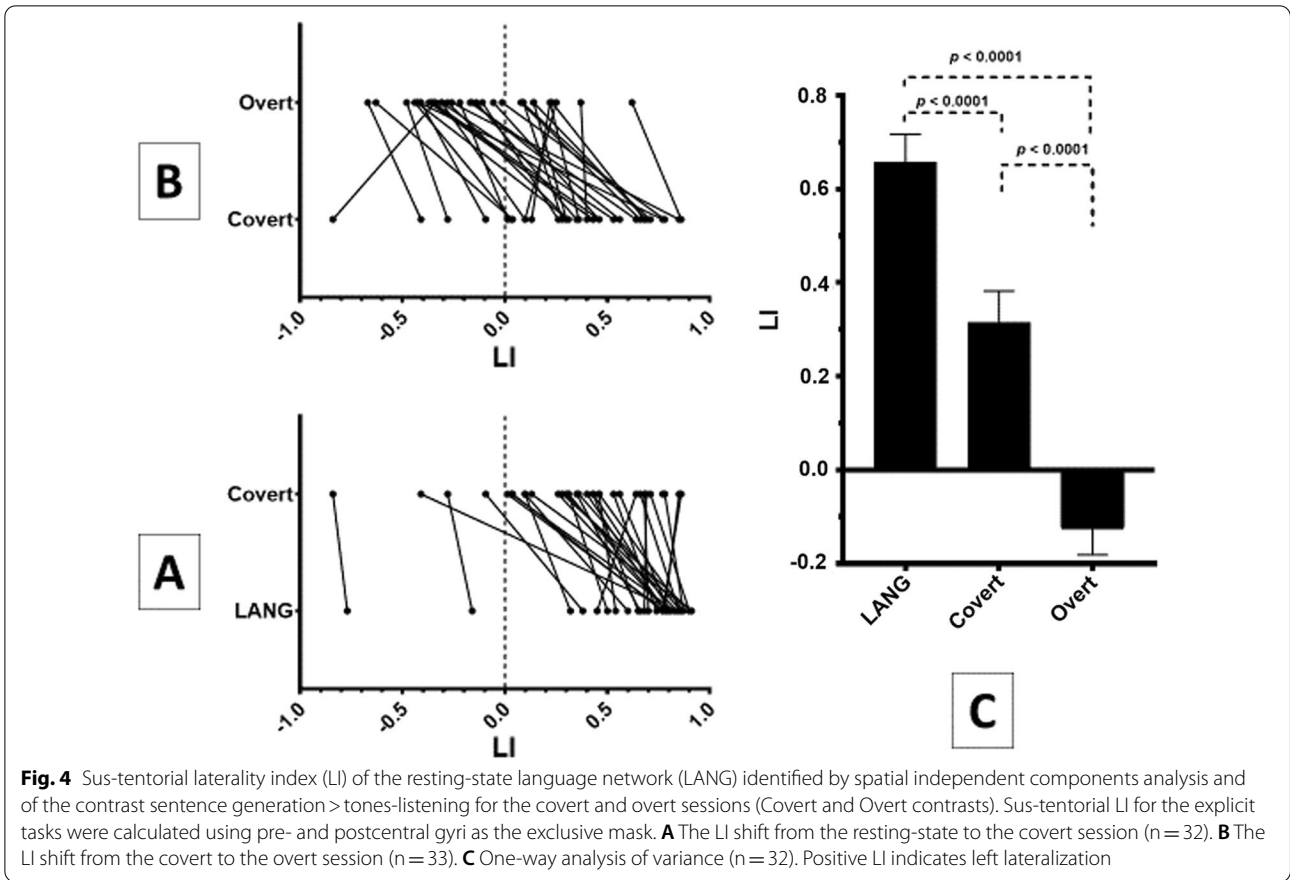 B
Overt
Covert
-1.0
-0.5
0.0
0.5
1.0
LI
A
Covert
LANG
-1.0
-0.5
0.0
0.5
1.0
LI
p < 0.0001
p < 0.0001
p < 0.0001
0.8
0.6
0.4
0.2
0.0
-0.2
LI
LANG
Covert
Overt
C
Fig. 4 Sus-tentorial laterality index (LI) of the resting-state language network (LANG) identified by spatial independent components analysis and
of the contrast sentence generation > tones-listening for the covert and overt sessions (Covert and Overt contrasts). Sus-tentorial LI for the explicit
tasks were calculated using pre- and postcentral gyri as the exclusive mask. A The LI shift from the resting-state to the covert session (n = 32). B The
LI shift from the covert to the overt session (n = 33). C One-way analysis of variance (n = 32). Positive LI indicates left lateralization